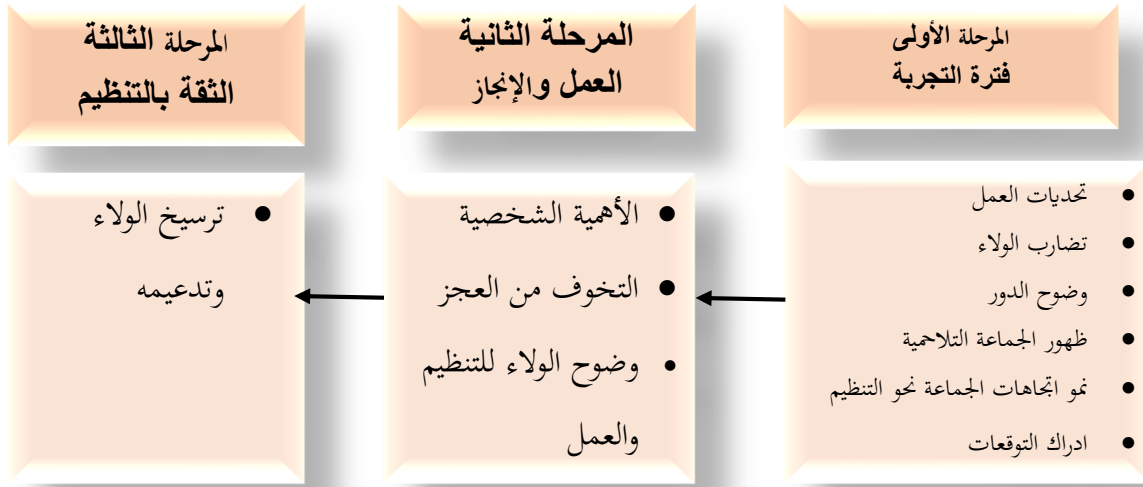 المرحلة الأولى
فترة التجربة
تحديات العمل
تضارب الولاء
وضوح الدور
ظهور الجماعة التلاحمية
نمو اتجاهات الجماعة نحو التنظيم
ادراك التوقعات
المرحلة الثانية
العمل والإنجاز
الأهمية الشخصية
التخوف من العجز
وضوح الولاء للتنظيم
والعمل
المرحلة الثالثة
الثقة بالتنظيم
ترسيخ الولاء
وتدعيمه